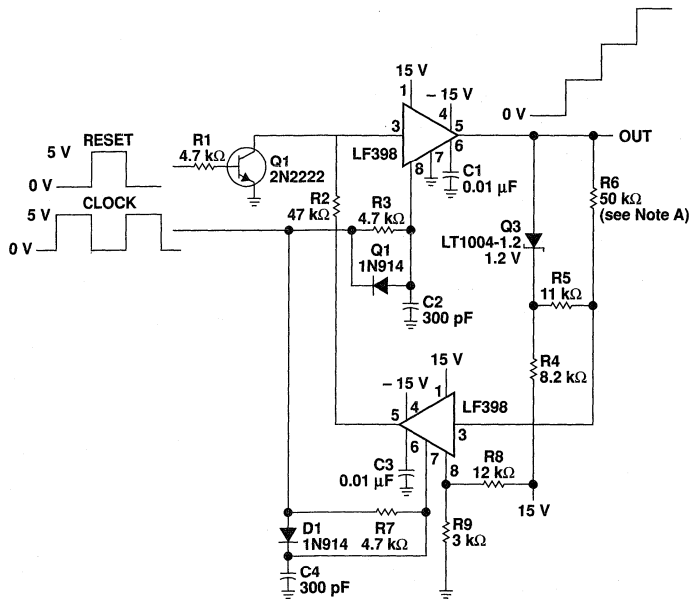 15 V
1
– 15 V
4
0 V
RESET
5 V
0 V
R1
4.7 kΩ
Q1
2N2222
3
LF398
5
6
7
8
C1
0.01 µF
OUT
R6
50 kΩ
(see Note A)
CLOCK
5 V
0 V
R2
47 kΩ
R3
4.7 kΩ
Q1
1N914
C2
300 pF
Q3
LT1004-1.2
1.2 V
R5
11 kΩ
R4
8.2 kΩ
15 V
– 15 V
1
4
5
LF398
3
6
7
8
C3
0.01 µF
R8
12 kΩ
15 V
D1
1N914
R7
4.7 kΩ
R9
3 kΩ
C4
300 pF